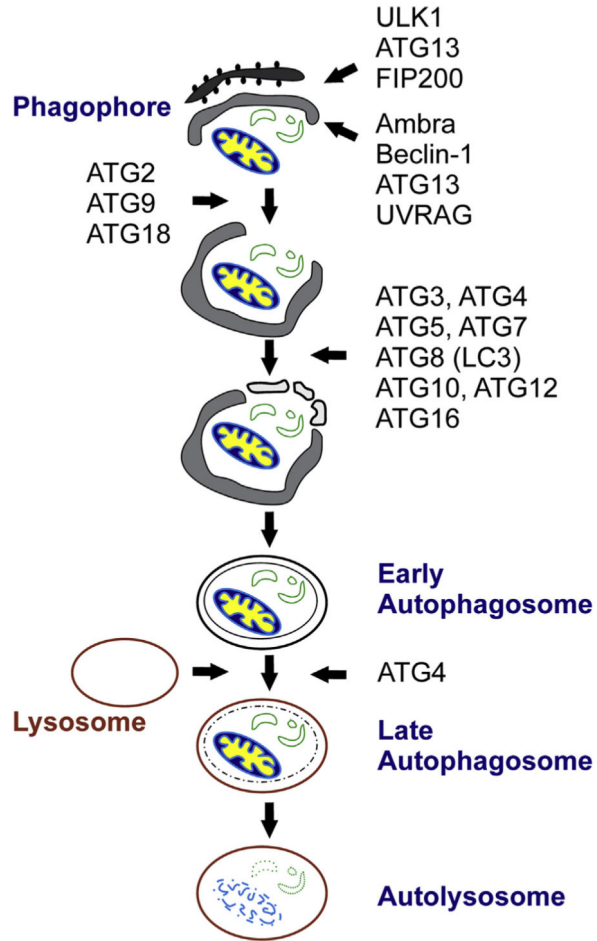 ULK1
ATG13
FIP200
Phagophore
Ambra
Beclin-1
ATG13
UVRAG
ATG2
ATG9
ATG18
ATG3, ATG4
ATG5, ATG7
ATG8 (LC3)
ATG10, ATG12
ATG16
Early
Autophagosome
ATG4
Lysosome
Late
Autophagosome
Autolysosome